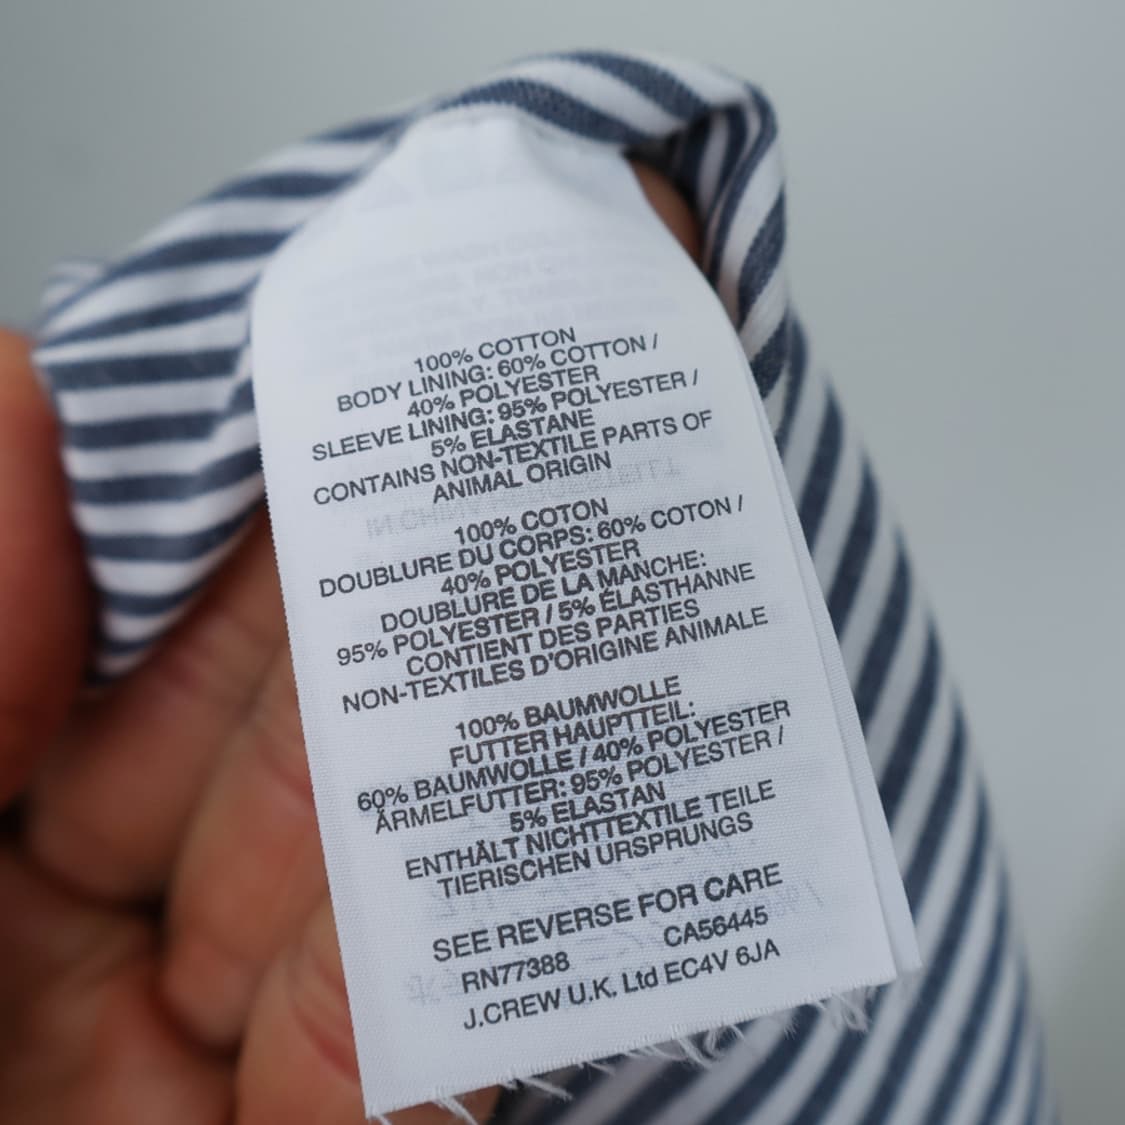 100% COTTON
BODY LINING: 60% COTTON /
40% POLYESTER
SLEEVE LINING: 95% POLYESTER /
5% ELASTANE
CONTAINS NON-TEXTILE PARTS OF
ANIMAL ORIGIN
100% COTON
DOUBLURE DU CORPS: 60% COTON /
40% POLYESTER
DOUBLURE DE LA MANCHE:
95% POLYESTER / 5% ÉLASTHANNE
CONTIENT DES PARTIES
NON-TEXTILES D'ORIGINE ANIMALE
100% BAUMWOLLE
FUTTER HAUPTTEIL:
60% BAUMWOLLE / 40% POLYESTER
ÄRMELFUTTER: 95% POLYESTER /
5% ELASTAN
ENTHÄLT NICHTTEXTILE TEILE
TIERISCHEN URSPRUNGS
SEE REVERSE FOR CARE
RN77388 CA56445
J.CREW U.K. Ltd EC4V 6JA